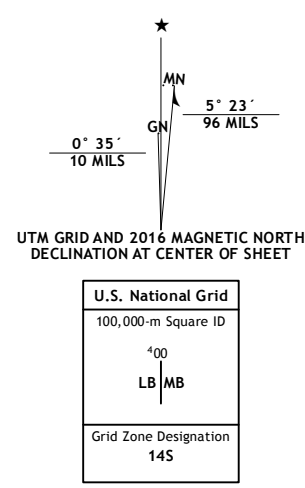 ★
MN
5° 23´
96 MILS
GN
0° 35´
10 MILS
UTM GRID AND 2016 MAGNETIC NORTH
DECLINATION AT CENTER OF SHEET
U.S. National Grid
100,000-m Square ID
⁴00
LB MB
Grid Zone Designation
14S